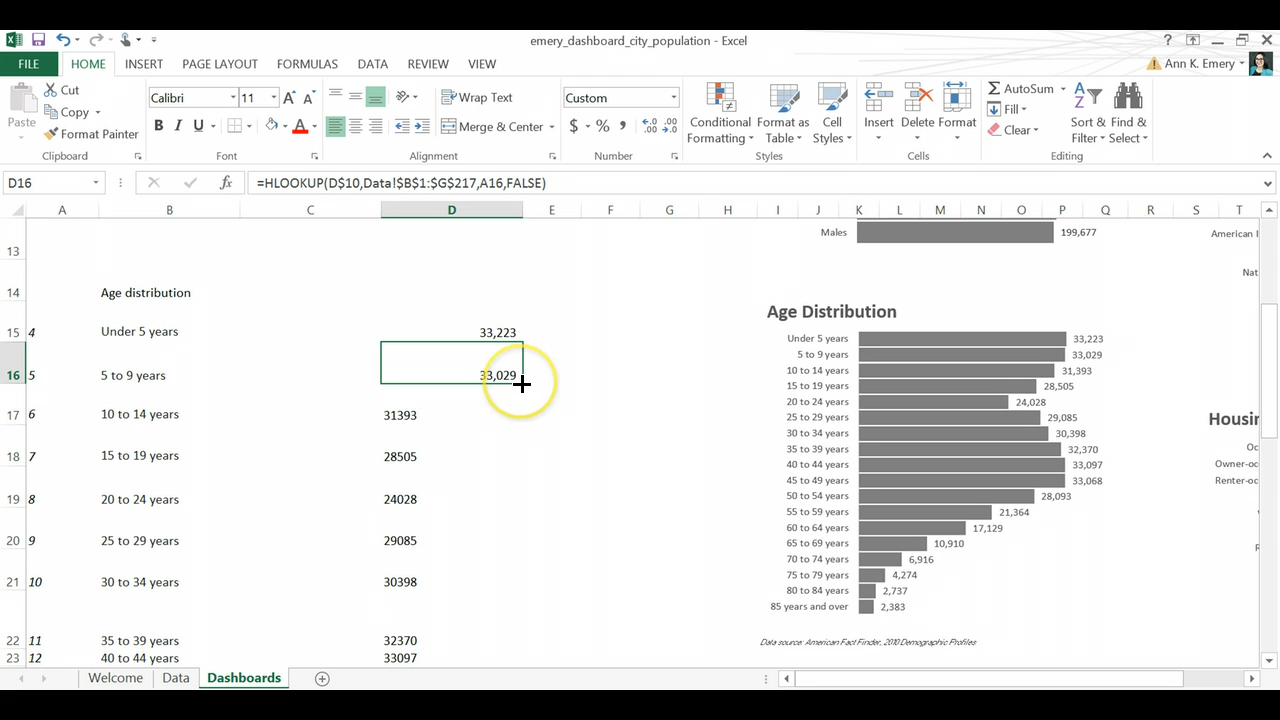 emery_dashboard_city_population - Excel
?
Ann K. Emery
FILE HOME INSERT PAGE LAYOUT FORMULAS DATA REVIEW VIEW
Paste
Cut
Copy
Format Painter
Clipboard
Calibri 11
B I U
Font
Wrap Text
Merge & Center
Alignment
Custom
$ % ,
Number
Conditional Formatting
Format as Table
Cell Styles
Styles
Insert Delete Format
Cells
AutoSum
Fill
Clear
Sort & Filter
Find & Select
Editing
D16 fx =HLOOKUP(D$10,Data!$B$1:$G$217,A16,FALSE)
A B C D E F G H I J K L M N O P Q R S T
13
14 Age distribution
15 4 Under 5 years 33,223
16 5 5 to 9 years 33,029
17 6 10 to 14 years 31393
18 7 15 to 19 years 28505
19 8 20 to 24 years 24028
20 9 25 to 29 years 29085
21 10 30 to 34 years 30398
22 11 35 to 39 years 32370
23 12 40 to 44 years 33097
Males 199,677
Age Distribution
Under 5 years 33,223
5 to 9 years 33,029
10 to 14 years 31,393
15 to 19 years 28,505
20 to 24 years 24,028
25 to 29 years 29,085
30 to 34 years 30,398
35 to 39 years 32,370
40 to 44 years 33,097
45 to 49 years 33,068
50 to 54 years 28,093
55 to 59 years 21,364
60 to 64 years 17,129
65 to 69 years 10,910
70 to 74 years 6,916
75 to 79 years 4,274
80 to 84 years 2,737
85 years and over 2,383
Data source: American Fact Finder, 2010 Demographic Profiles
American I
Nat
Housin
Oc
Owner-oc
Renter-oc
Welcome Data Dashboards